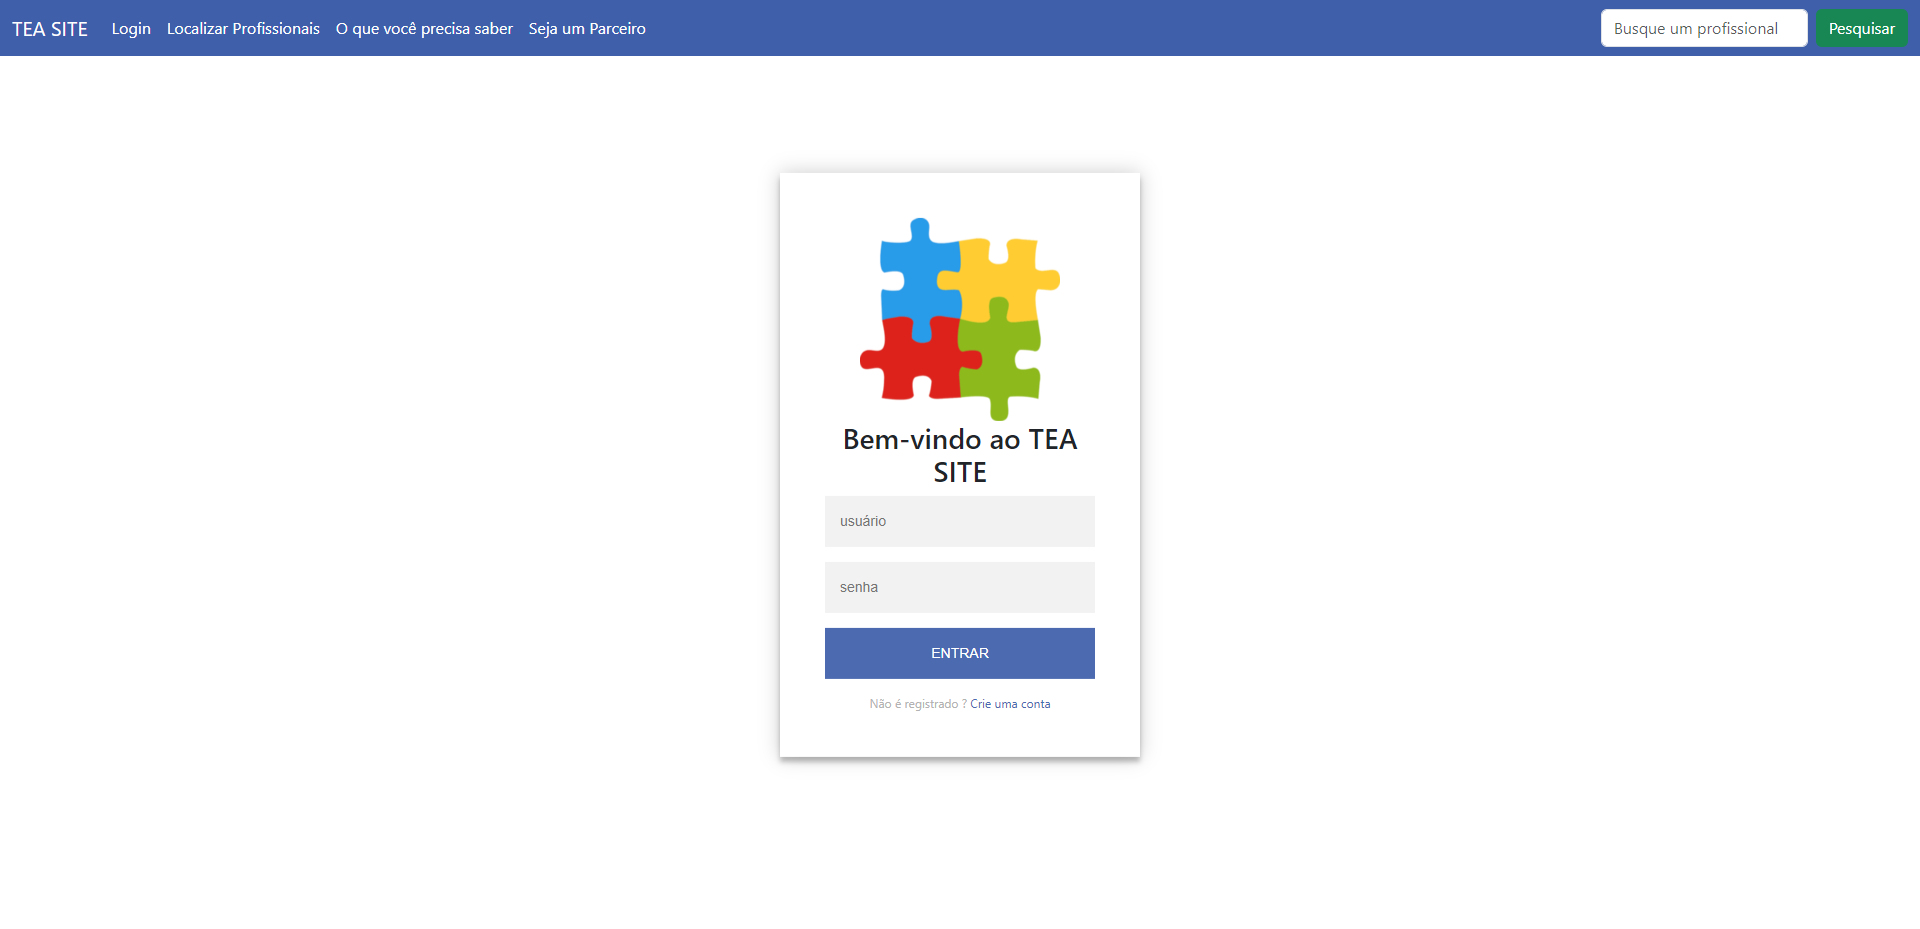 TEA SITE Login Localizar Profissionais O que você precisa saber Seja um Parceiro Busque um profissional Pesquisar
Bem-vindo ao TEA
SITE
usuário
senha
ENTRAR
Não é registrado ? Crie uma conta